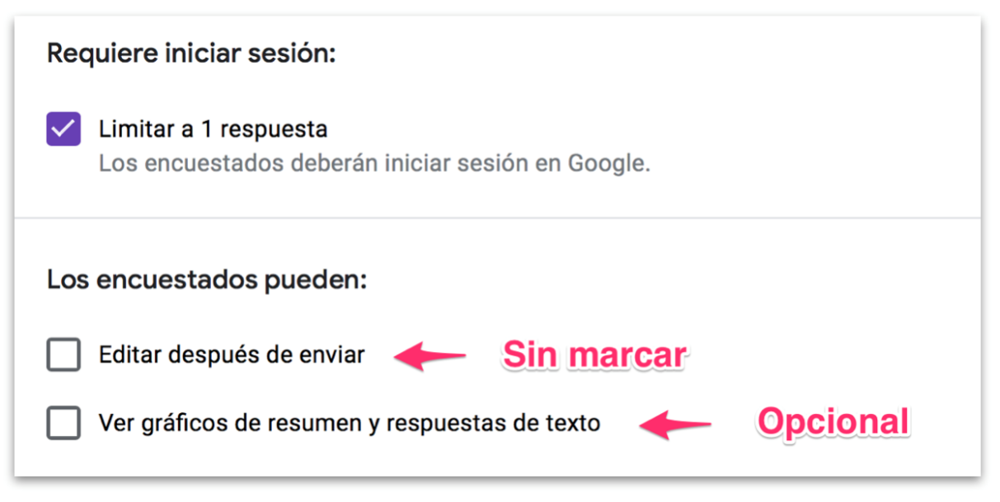 Requiere iniciar sesión:
Limitar a 1 respuesta
Los encuestados deberán iniciar sesión en Google.
Los encuestados pueden:
Editar después de enviar
Sin marcar
Ver gráficos de resumen y respuestas de texto
Opcional